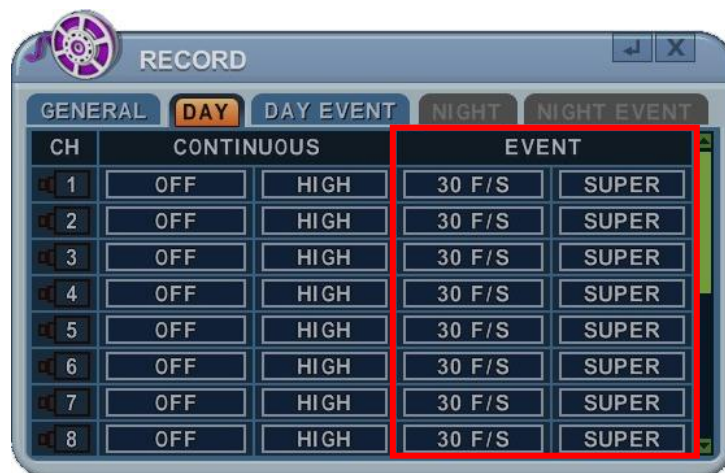 RECORD X
GENERAL DAY DAY EVENT NIGHT NIGHT EVENT
CH CONTINUOUS EVENT
1 OFF HIGH 30 F/S SUPER
2 OFF HIGH 30 F/S SUPER
3 OFF HIGH 30 F/S SUPER
4 OFF HIGH 30 F/S SUPER
5 OFF HIGH 30 F/S SUPER
6 OFF HIGH 30 F/S SUPER
7 OFF HIGH 30 F/S SUPER
8 OFF HIGH 30 F/S SUPER